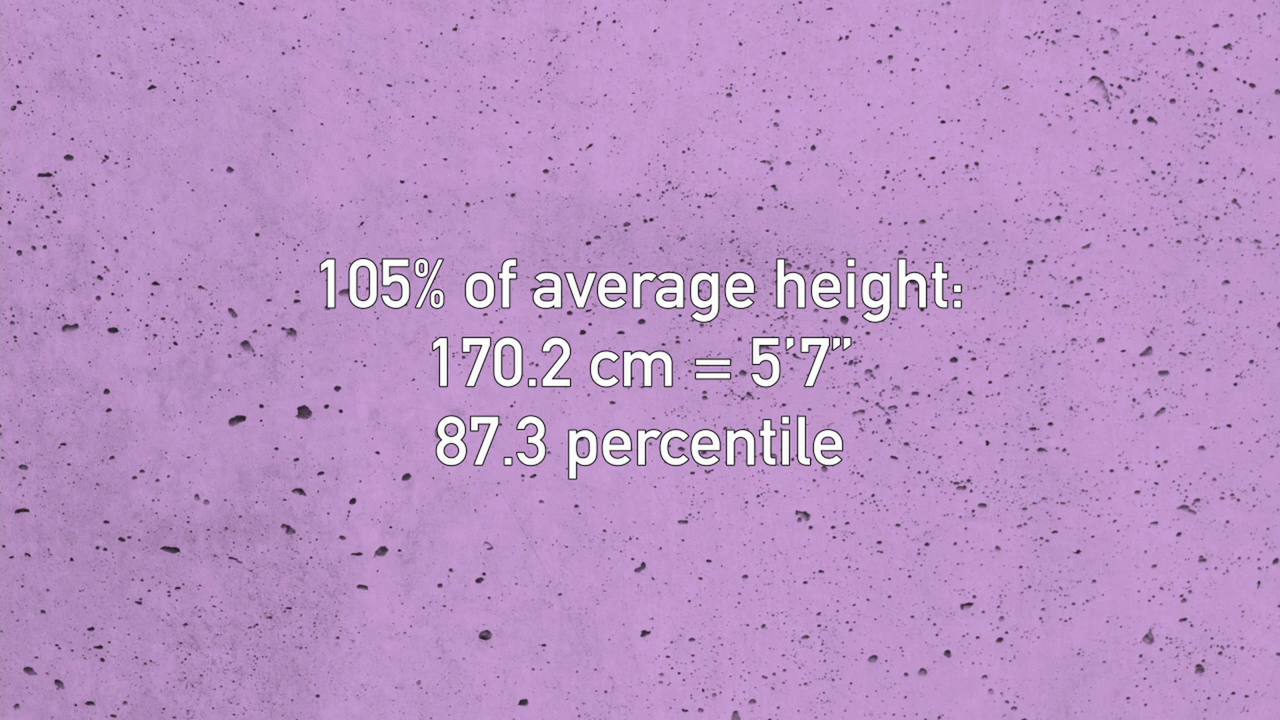 105% of average height:
170.2 cm = 5’7”
87.3 percentile